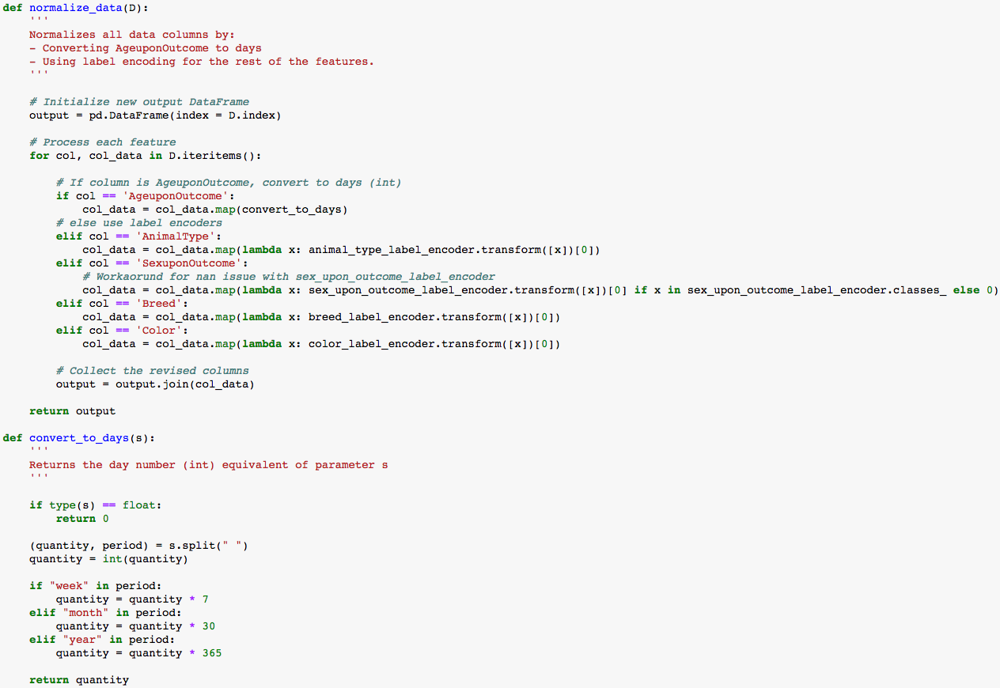 def normalize_data(D):
    '''
    Normalizes all data columns by:
    - Converting AgeuponOutcome to days
    - Using label encoding for the rest of the features.
    '''

    # Initialize new output DataFrame
    output = pd.DataFrame(index = D.index)

    # Process each feature
    for col, col_data in D.iteritems():

        # If column is AgeuponOutcome, convert to days (int)
        if col == 'AgeuponOutcome':
            col_data = col_data.map(convert_to_days)
        # else use label encoders
        elif col == 'AnimalType':
            col_data = col_data.map(lambda x: animal_type_label_encoder.transform([x])[0])
        elif col == 'SexuponOutcome':
            # Workaorund for nan issue with sex_upon_outcome_label_encoder
            col_data = col_data.map(lambda x: sex_upon_outcome_label_encoder.transform([x])[0] if x in sex_upon_outcome_label_encoder.classes_ else 0)
        elif col == 'Breed':
            col_data = col_data.map(lambda x: breed_label_encoder.transform([x])[0])
        elif col == 'Color':
            col_data = col_data.map(lambda x: color_label_encoder.transform([x])[0])

        # Collect the revised columns
        output = output.join(col_data)

    return output

def convert_to_days(s):
    '''
    Returns the day number (int) equivalent of parameter s
    '''

    if type(s) == float:
        return 0

    (quantity, period) = s.split(" ")
    quantity = int(quantity)

    if "week" in period:
        quantity = quantity * 7
    elif "month" in period:
        quantity = quantity * 30
    elif "year" in period:
        quantity = quantity * 365

    return quantity